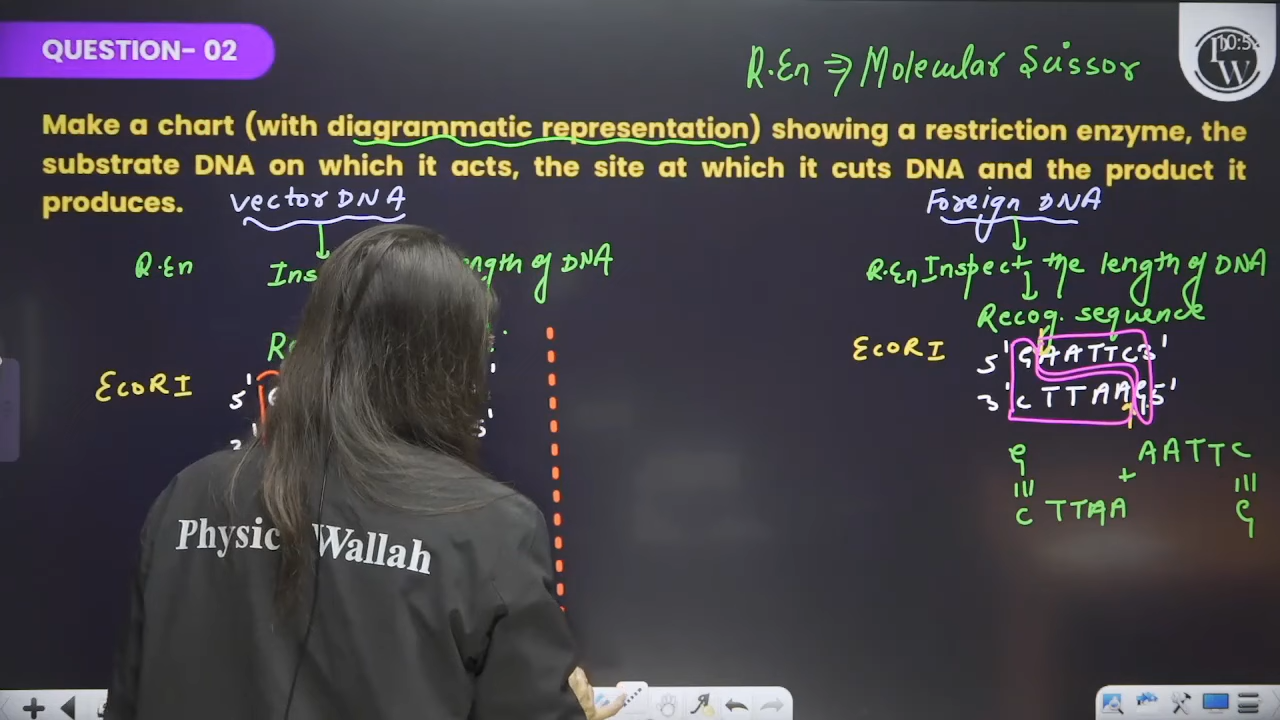 QUESTION- 02
R.En ⇒ Molecular Scissor
Make a chart (with diagrammatic representation) showing a restriction enzyme, the
substrate DNA on which it acts, the site at which it cuts DNA and the product it
produces.
Vector DNA
R.En
of DNA
EcoRI
5'
Foreign DNA
R.En Inspect the length of DNA
Recog. sequence
EcoRI
5' GAATTC 3'
3' CTTAAG 5'
G + AATTC
CTTAA G
Wallah